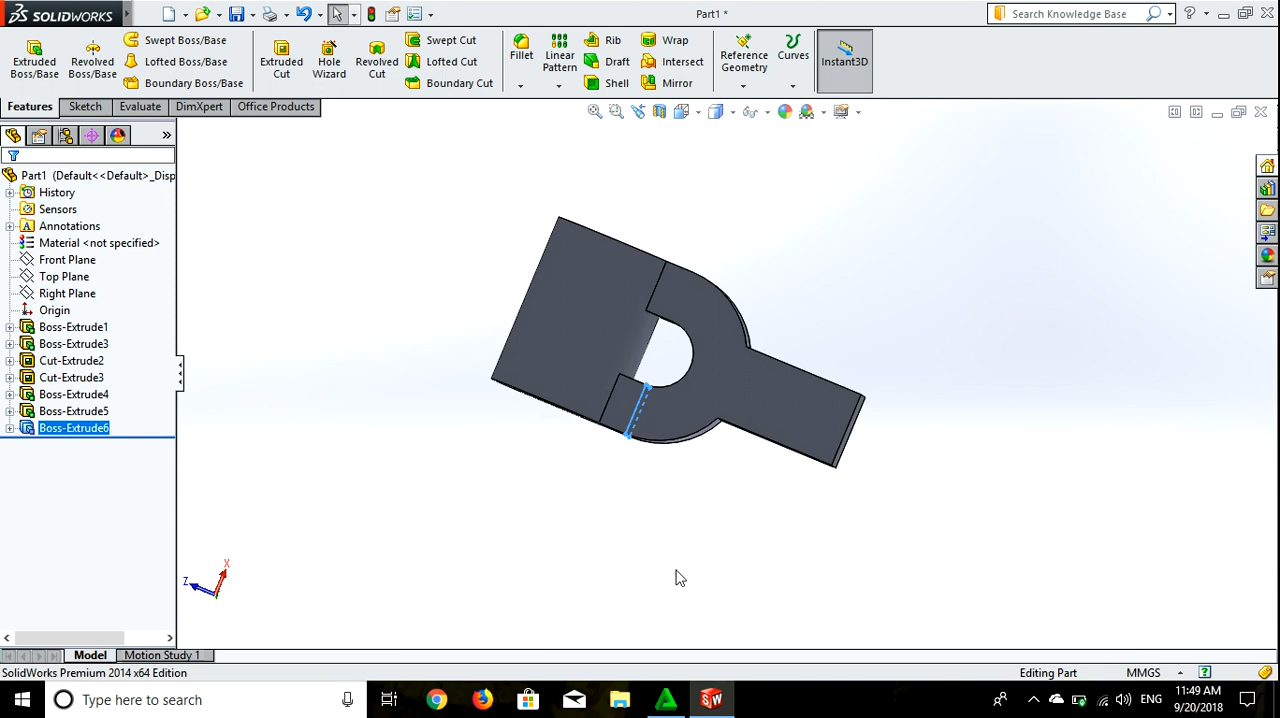 SOLIDWORKS
Part1 *
Search Knowledge Base
Extruded Boss/Base
Revolved Boss/Base
Swept Boss/Base
Lofted Boss/Base
Boundary Boss/Base
Extruded Cut
Hole Wizard
Revolved Cut
Swept Cut
Lofted Cut
Boundary Cut
Fillet
Linear Pattern
Rib
Draft
Shell
Wrap
Intersect
Mirror
Reference Geometry
Curves
Instant3D
Features Sketch Evaluate DimXpert Office Products
Part1 (Default<<Default>_Disp
History
Sensors
A Annotations
Material <not specified>
Front Plane
Top Plane
Right Plane
Origin
Boss-Extrude1
Boss-Extrude3
Cut-Extrude2
Cut-Extrude3
Boss-Extrude4
Boss-Extrude5
Boss-Extrude6
X
Z
Model Motion Study 1
SolidWorks Premium 2014 x64 Edition
Editing Part
MMGS
Type here to search
ENG
11:49 AM
9/20/2018